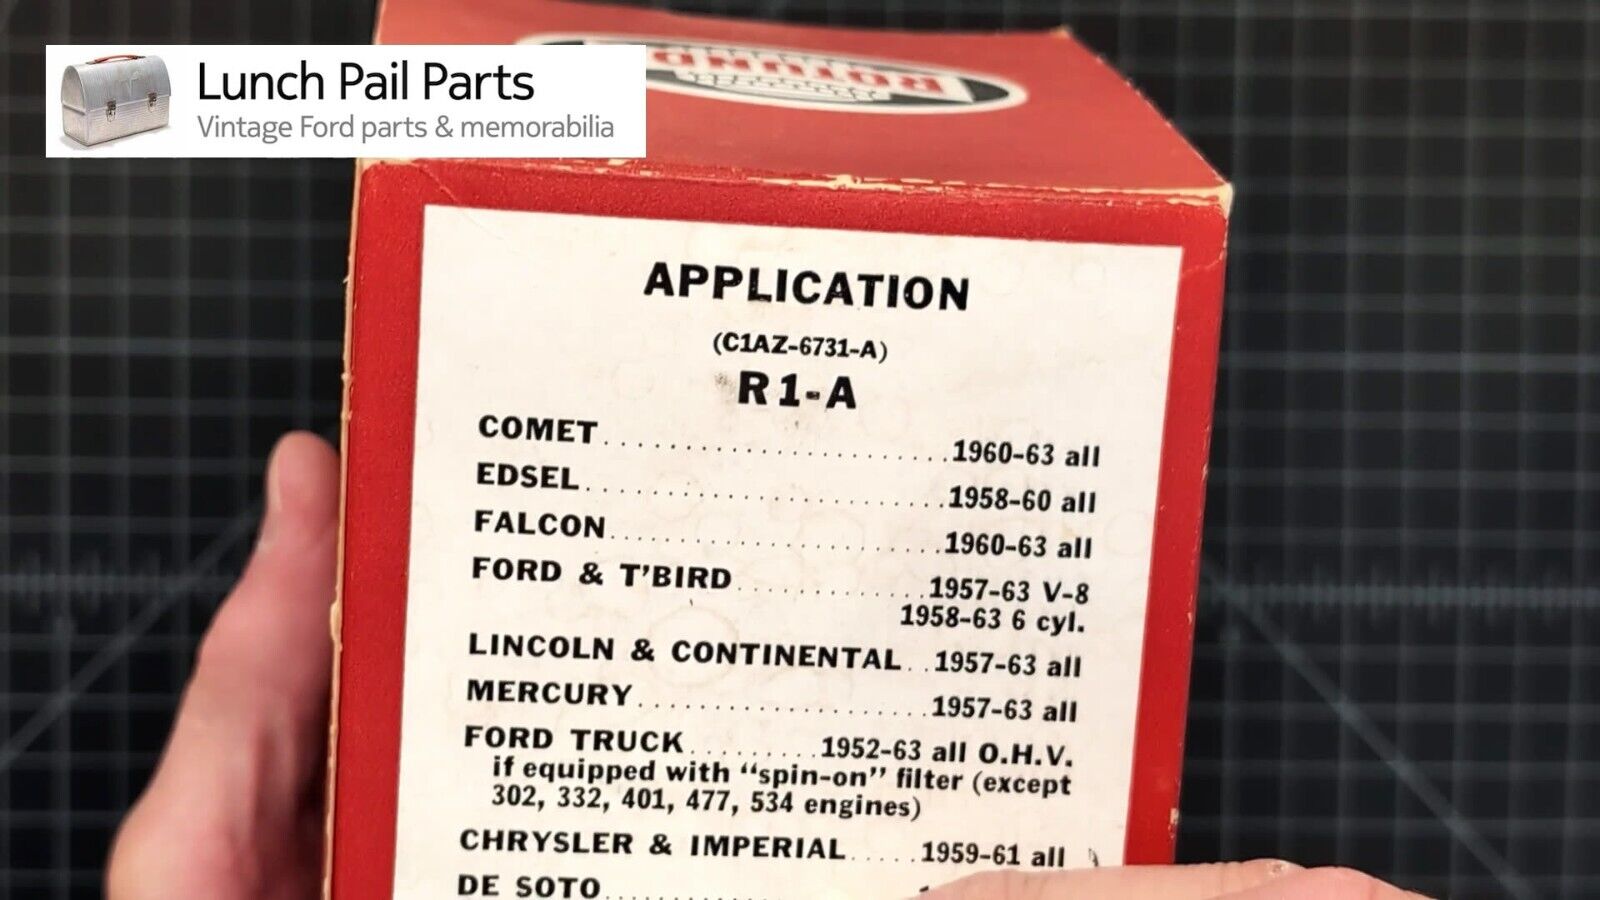 Lunch Pail Parts
Vintage Ford parts & memorabilia
ROTUNDA
APPLICATION
(C1AZ-6731-A)
R1-A
COMET.......................1960-63 all
EDSEL.......................1958-60 all
FALCON.......................1960-63 all
FORD & T'BIRD............1957-63 V-8
1958-63 6 cyl.
LINCOLN & CONTINENTAL..1957-63 all
MERCURY....................1957-63 all
FORD TRUCK.........1952-63 all O.H.V.
if equipped with “spin-on” filter (except
302, 332, 401, 477, 534 engines)
CHRYSLER & IMPERIAL.....1959-61 all
DE SOTO